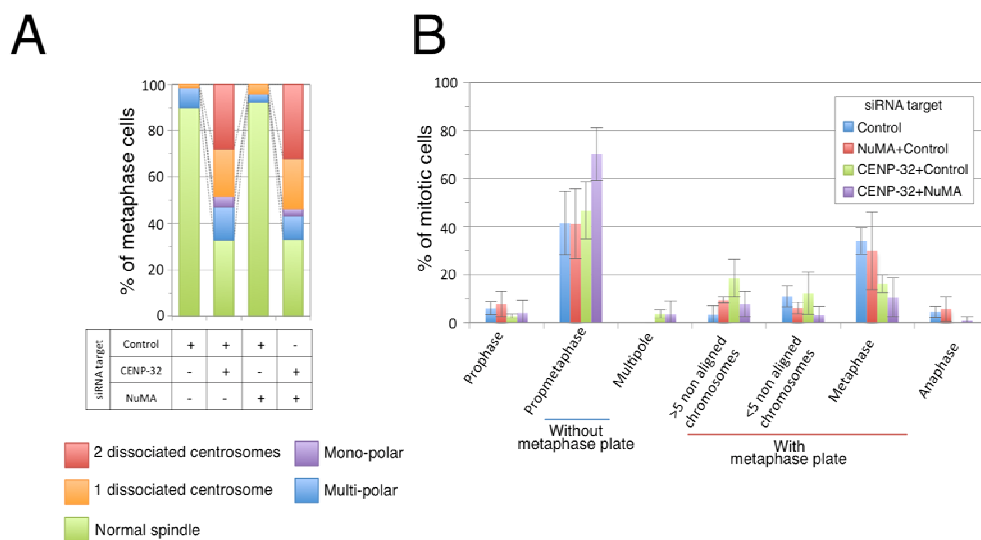 A
B
% of metaphase cells
100
80
60
40
20
0
siRNA target
Control + + + -
CENP-32 - + - +
NuMA - - + +
2 dissociated centrosomes
1 dissociated centrosome
Normal spindle
Mono-polar
Multi-polar
% of mitotic cells
100
80
60
40
20
0
siRNA target
Control
NuMA+Control
CENP-32+Control
CENP-32+NuMA
Prophase
Propmetaphase
Multipole
>5 non aligned
chromosomes
<5 non aligned
chromosomes
Metaphase
Anaphase
Without
metaphase plate
With
metaphase plate